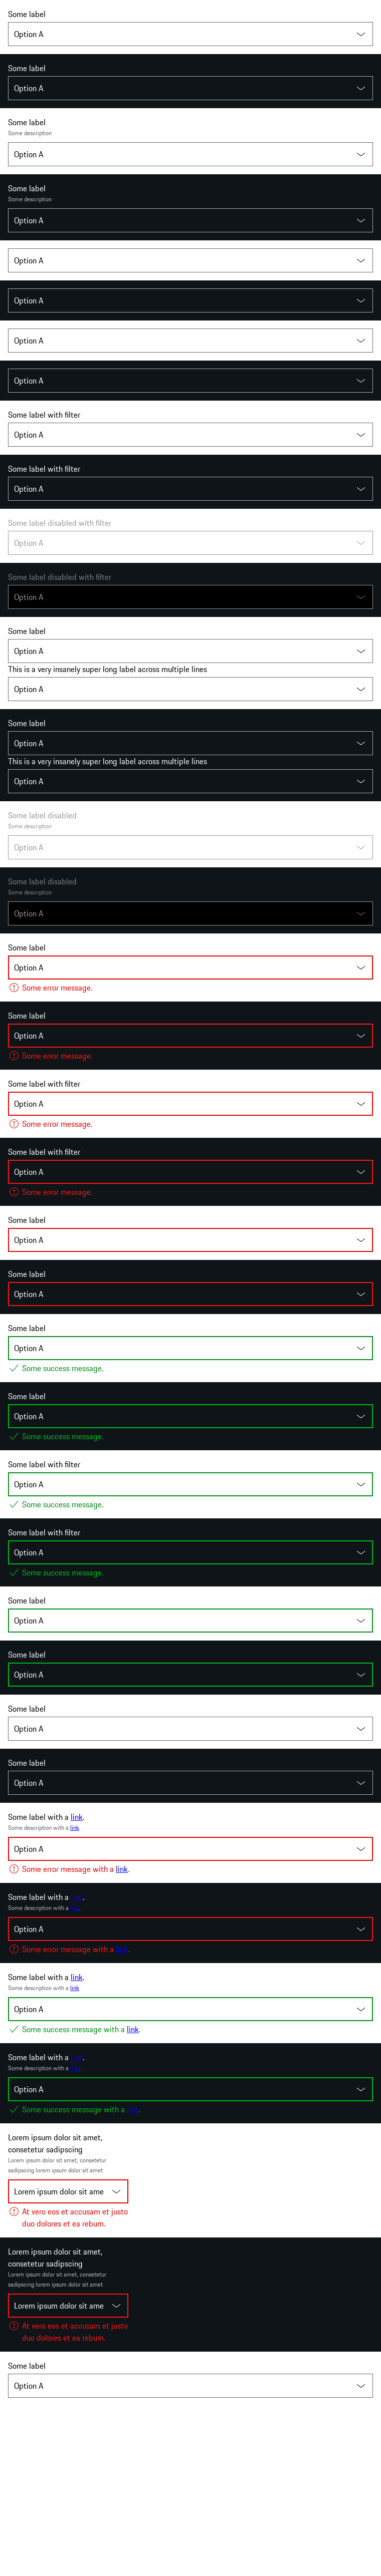 Some label
Option A
Some label
Option A
Some label
Some description
Option A
Some label
Some description
Option A
Option A
Option A
Option A
Option A
Some label with filter
Option A
Some label with filter
Option A
Some label disabled with filter
Option A
Some label disabled with filter
Option A
Some label
Option A
This is a very insanely super long label across multiple lines
Option A
Some label
Option A
This is a very insanely super long label across multiple lines
Option A
Some label disabled
Some description
Option A
Some label disabled
Some description
Option A
Some label
Option A
Some error message.
Some label
Option A
Some error message.
Some label with filter
Option A
Some error message.
Some label with filter
Option A
Some error message.
Some label
Option A
Some label
Option A
Some label
Option A
Some success message.
Some label
Option A
Some success message.
Some label with filter
Option A
Some success message.
Some label with filter
Option A
Some success message.
Some label
Option A
Some label
Option A
Some label
Option A
Some label
Option A
Some label with a link.
Some description with a link
Option A
Some error message with a link.
Some label with a link.
Some description with a link
Option A
Some error message with a link.
Some label with a link.
Some description with a link
Option A
Some success message with a link.
Some label with a link.
Some description with a link
Option A
Some success message with a link.
Lorem ipsum dolor sit amet,
consetetur sadipscing
Lorem ipsum dolor sit amet, consetetur
sadipscing lorem ipsum dolor sit amet
Lorem ipsum dolor sit ame
At vero eos et accusam et justo
duo dolores et ea rebum.
Lorem ipsum dolor sit amet,
consetetur sadipscing
Lorem ipsum dolor sit amet, consetetur
sadipscing lorem ipsum dolor sit amet
Lorem ipsum dolor sit ame
At vero eos et accusam et justo
duo dolores et ea rebum.
Some label
Option A